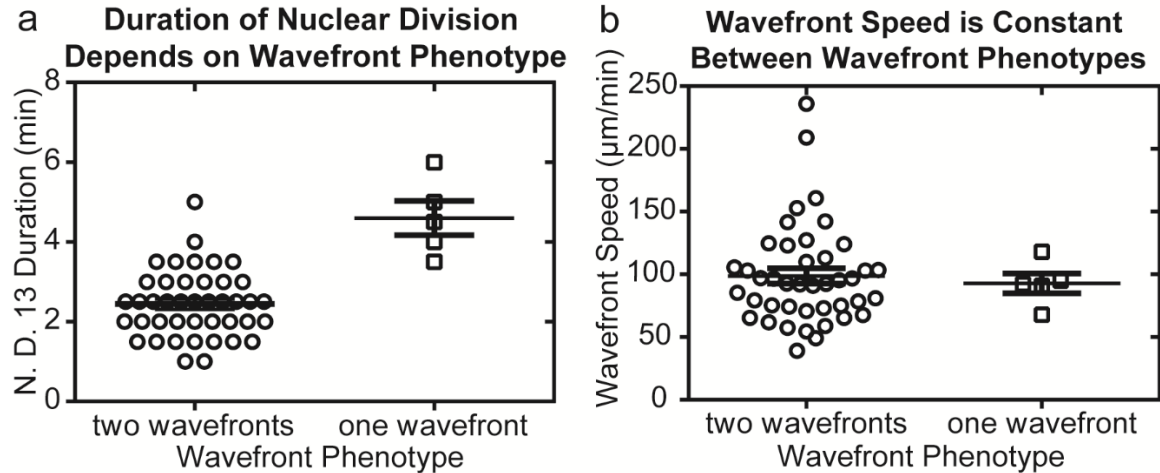 a
Duration of Nuclear Division
Depends on Wavefront Phenotype
N. D. 13 Duration (min)
8
6
4
2
0
two wavefronts
one wavefront
Wavefront Phenotype
b
Wavefront Speed is Constant
Between Wavefront Phenotypes
Wavefront Speed (µm/min)
250
200
150
100
50
0
two wavefronts
one wavefront
Wavefront Phenotype